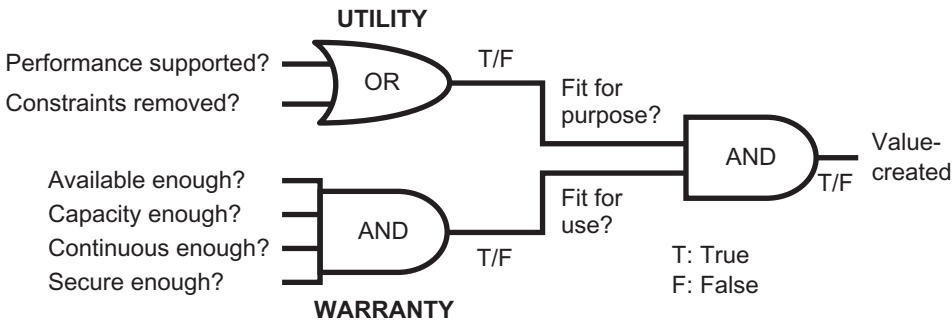 UTILITY
Performance supported?
Constraints removed?
OR
T/F
Fit for
purpose?
Available enough?
Capacity enough?
Continuous enough?
Secure enough?
AND
WARRANTY
T/F
Fit for
use?
AND
T/F
Value-
created
T: True
F: False